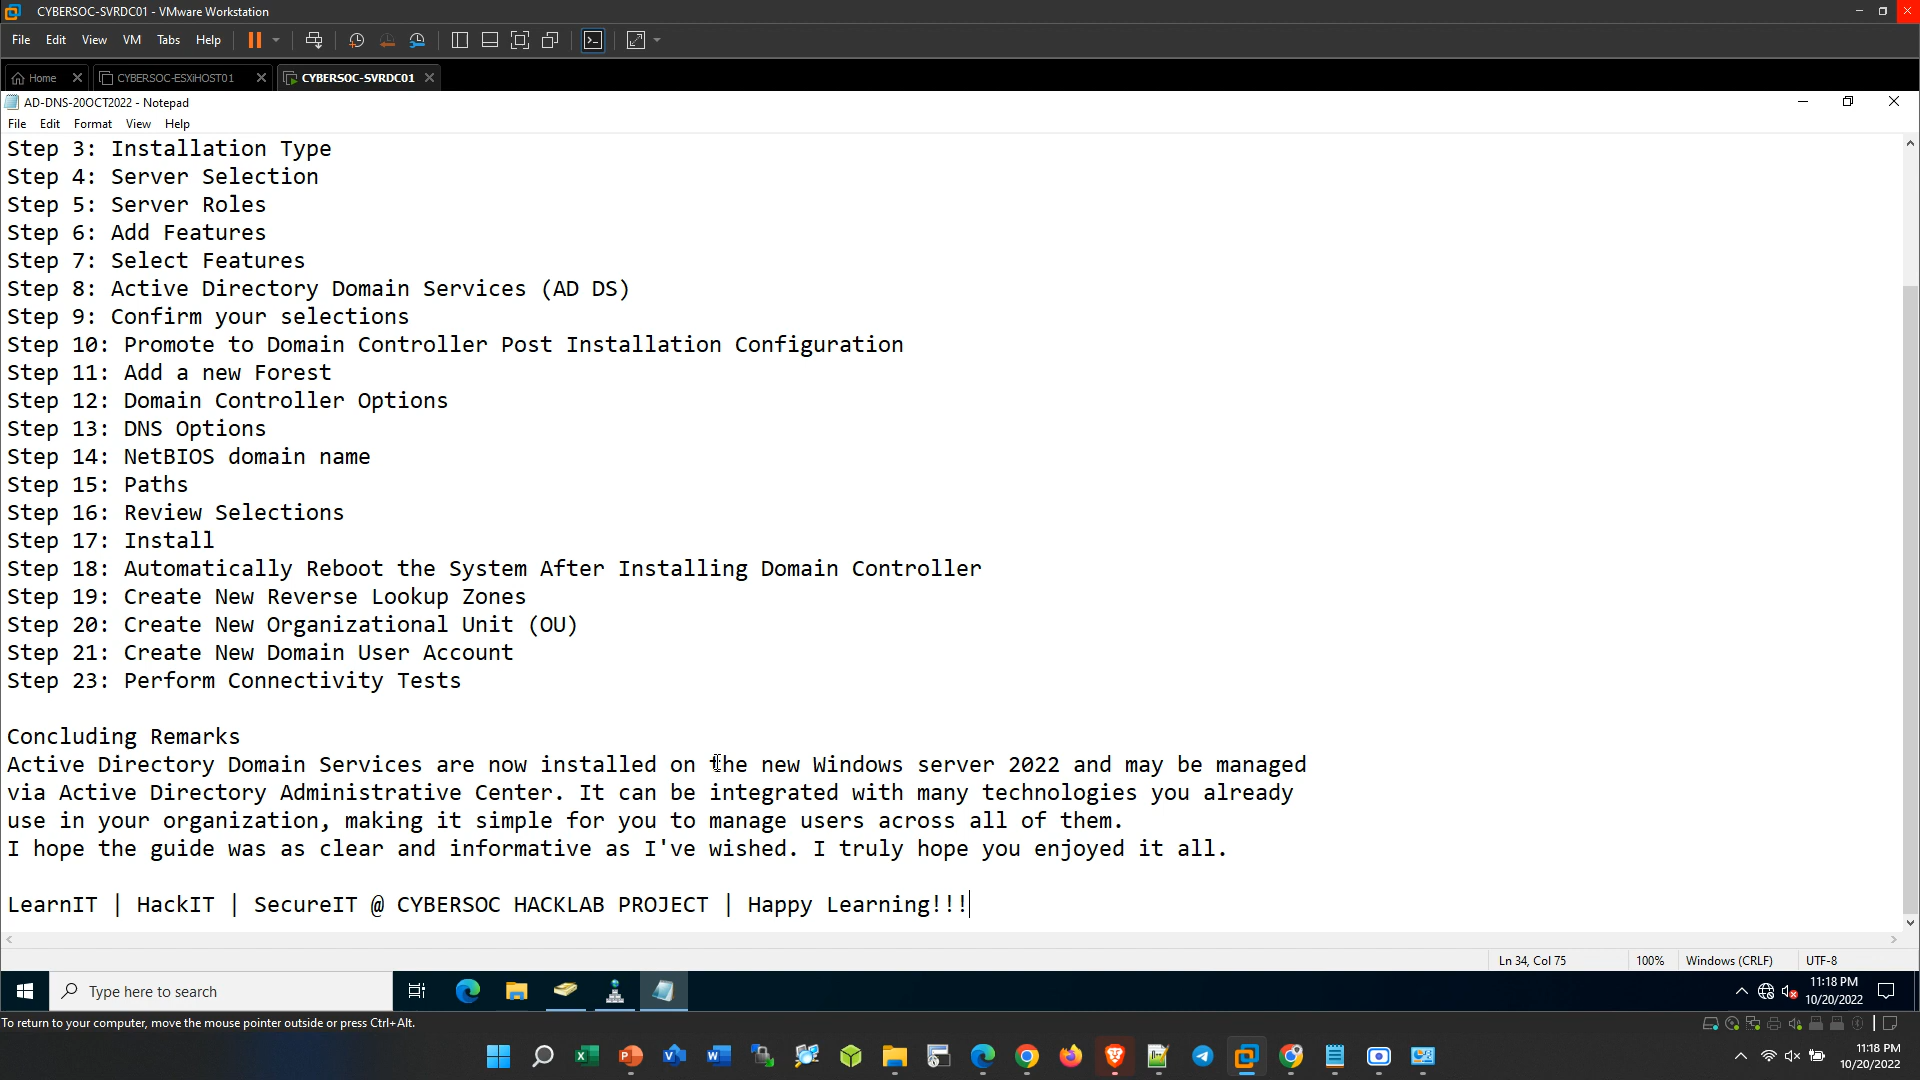 CYBERSOC-SVRDC01 - VMware Workstation
File Edit View VM Tabs Help
Home CYBERSOC-ESXiHOST01 CYBERSOC-SVRDC01
AD-DNS-20OCT2022 - Notepad
File Edit Format View Help
Step 3: Installation Type
Step 4: Server Selection
Step 5: Server Roles
Step 6: Add Features
Step 7: Select Features
Step 8: Active Directory Domain Services (AD DS)
Step 9: Confirm your selections
Step 10: Promote to Domain Controller Post Installation Configuration
Step 11: Add a new Forest
Step 12: Domain Controller Options
Step 13: DNS Options
Step 14: NetBIOS domain name
Step 15: Paths
Step 16: Review Selections
Step 17: Install
Step 18: Automatically Reboot the System After Installing Domain Controller
Step 19: Create New Reverse Lookup Zones
Step 20: Create New Organizational Unit (OU)
Step 21: Create New Domain User Account
Step 23: Perform Connectivity Tests
Concluding Remarks
Active Directory Domain Services are now installed on the new Windows server 2022 and may be managed
via Active Directory Administrative Center. It can be integrated with many technologies you already
use in your organization, making it simple for you to manage users across all of them.
I hope the guide was as clear and informative as I've wished. I truly hope you enjoyed it all.
LearnIT | HackIT | SecureIT @ CYBERSOC HACKLAB PROJECT | Happy Learning!!!
Ln 34, Col 75 100% Windows (CRLF) UTF-8
Type here to search
11:18 PM
10/20/2022
To return to your computer, move the mouse pointer outside or press Ctrl+Alt.
11:18 PM
10/20/2022